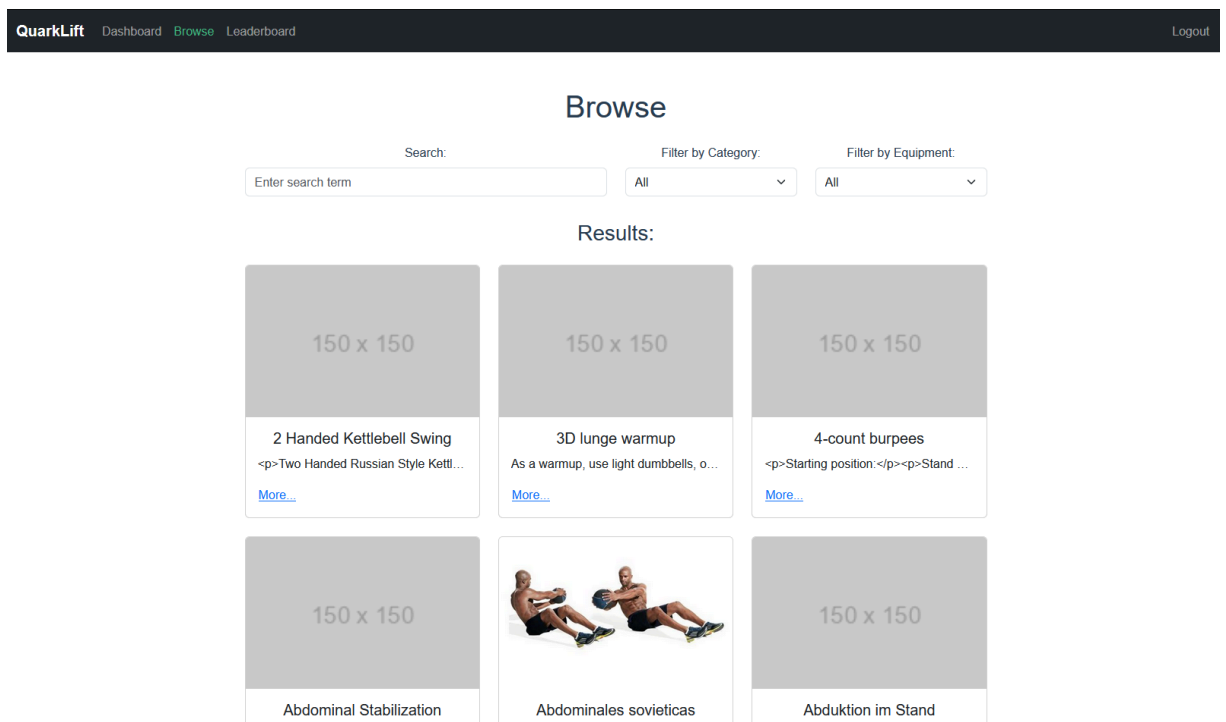 QuarkLift Dashboard Browse Leaderboard Logout
Browse
Search: Filter by Category: Filter by Equipment:
Enter search term All All
Results:
150 x 150 150 x 150 150 x 150
2 Handed Kettlebell Swing 3D lunge warmup 4-count burpees
<p>Two Handed Russian Style Kettl... As a warmup, use light dumbbells, o... <p>Starting position:</p><p>Stand ...
More... More... More...
150 x 150 150 x 150
Abdominal Stabilization Abdominales sovieticas Abduktion im Stand